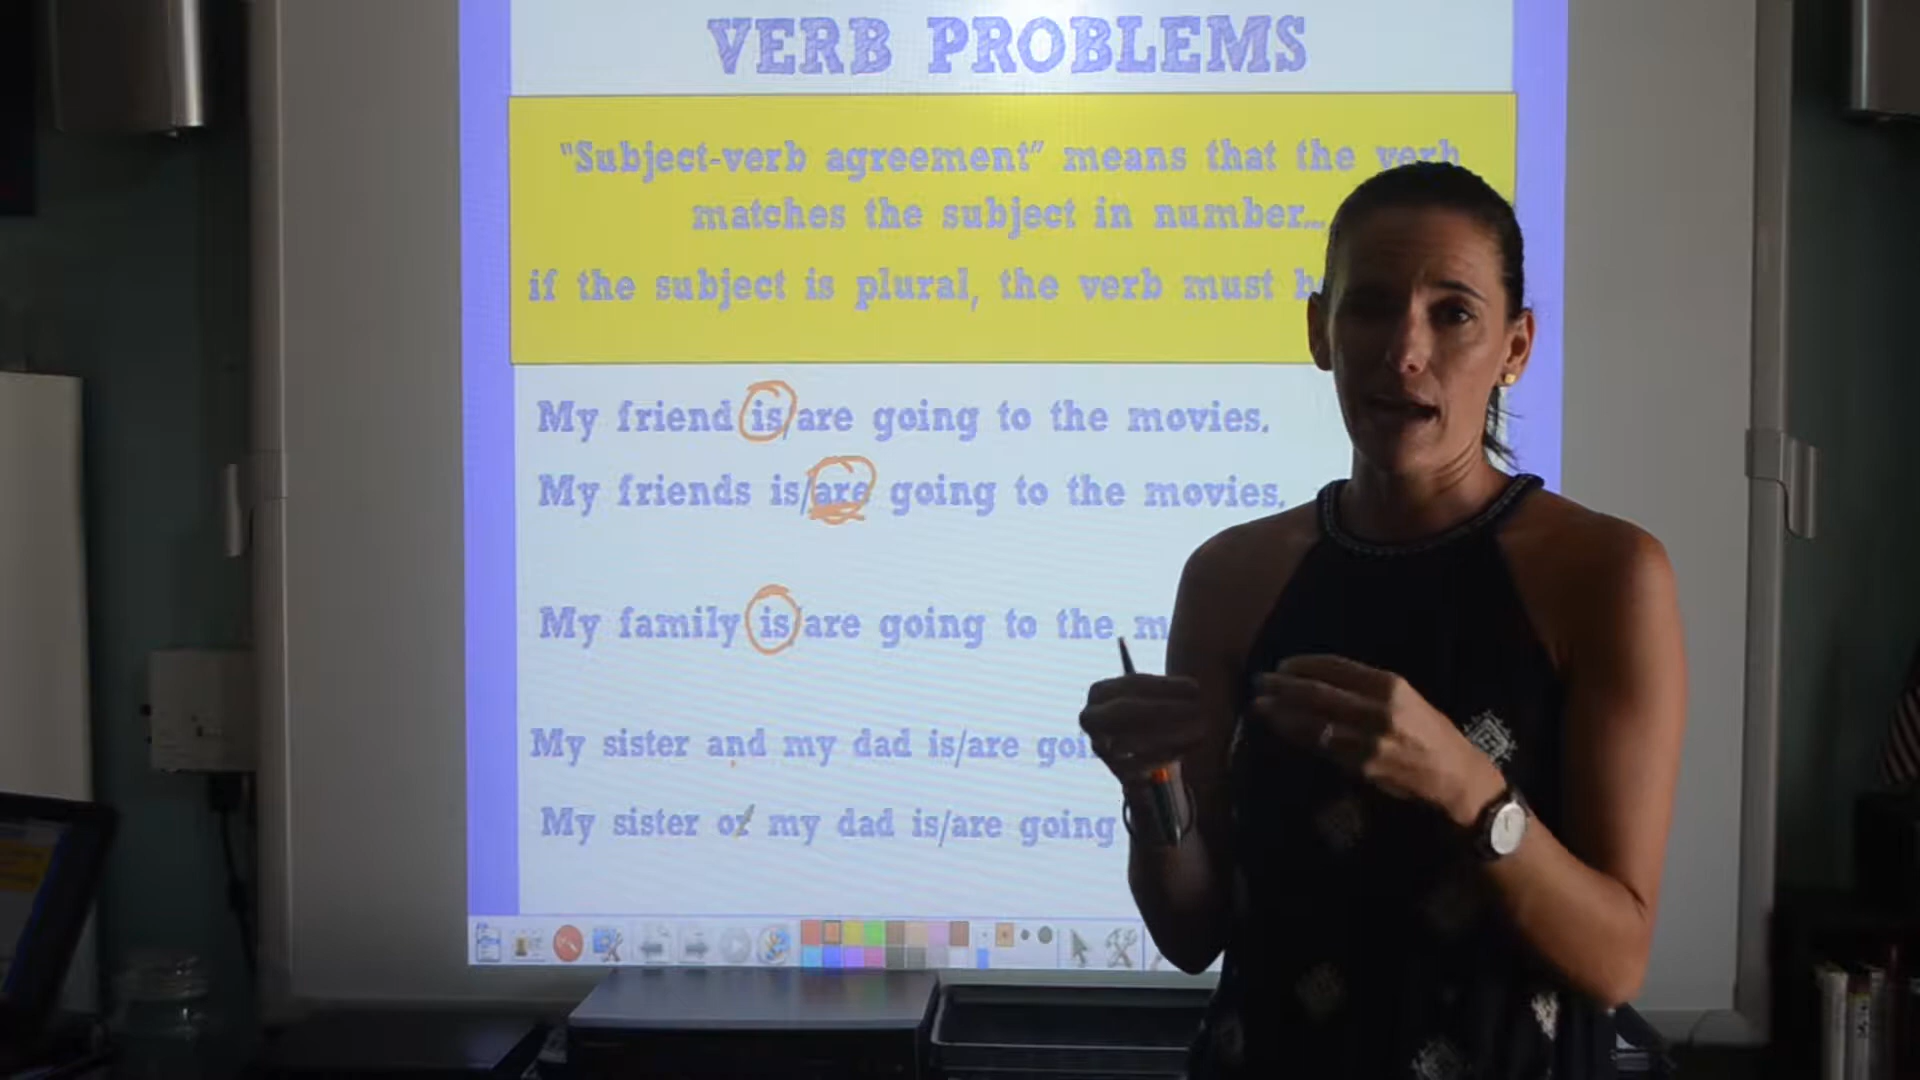 VERB PROBLEMS
"Subject-verb agreement" means that the verb
matches the subject in number...
if the subject is plural, the verb must
My friend is/are going to the movies.
My friends is/are going to the movies.
My family is/are going to the
My sister and my dad is/are
My sister or my dad is/are going